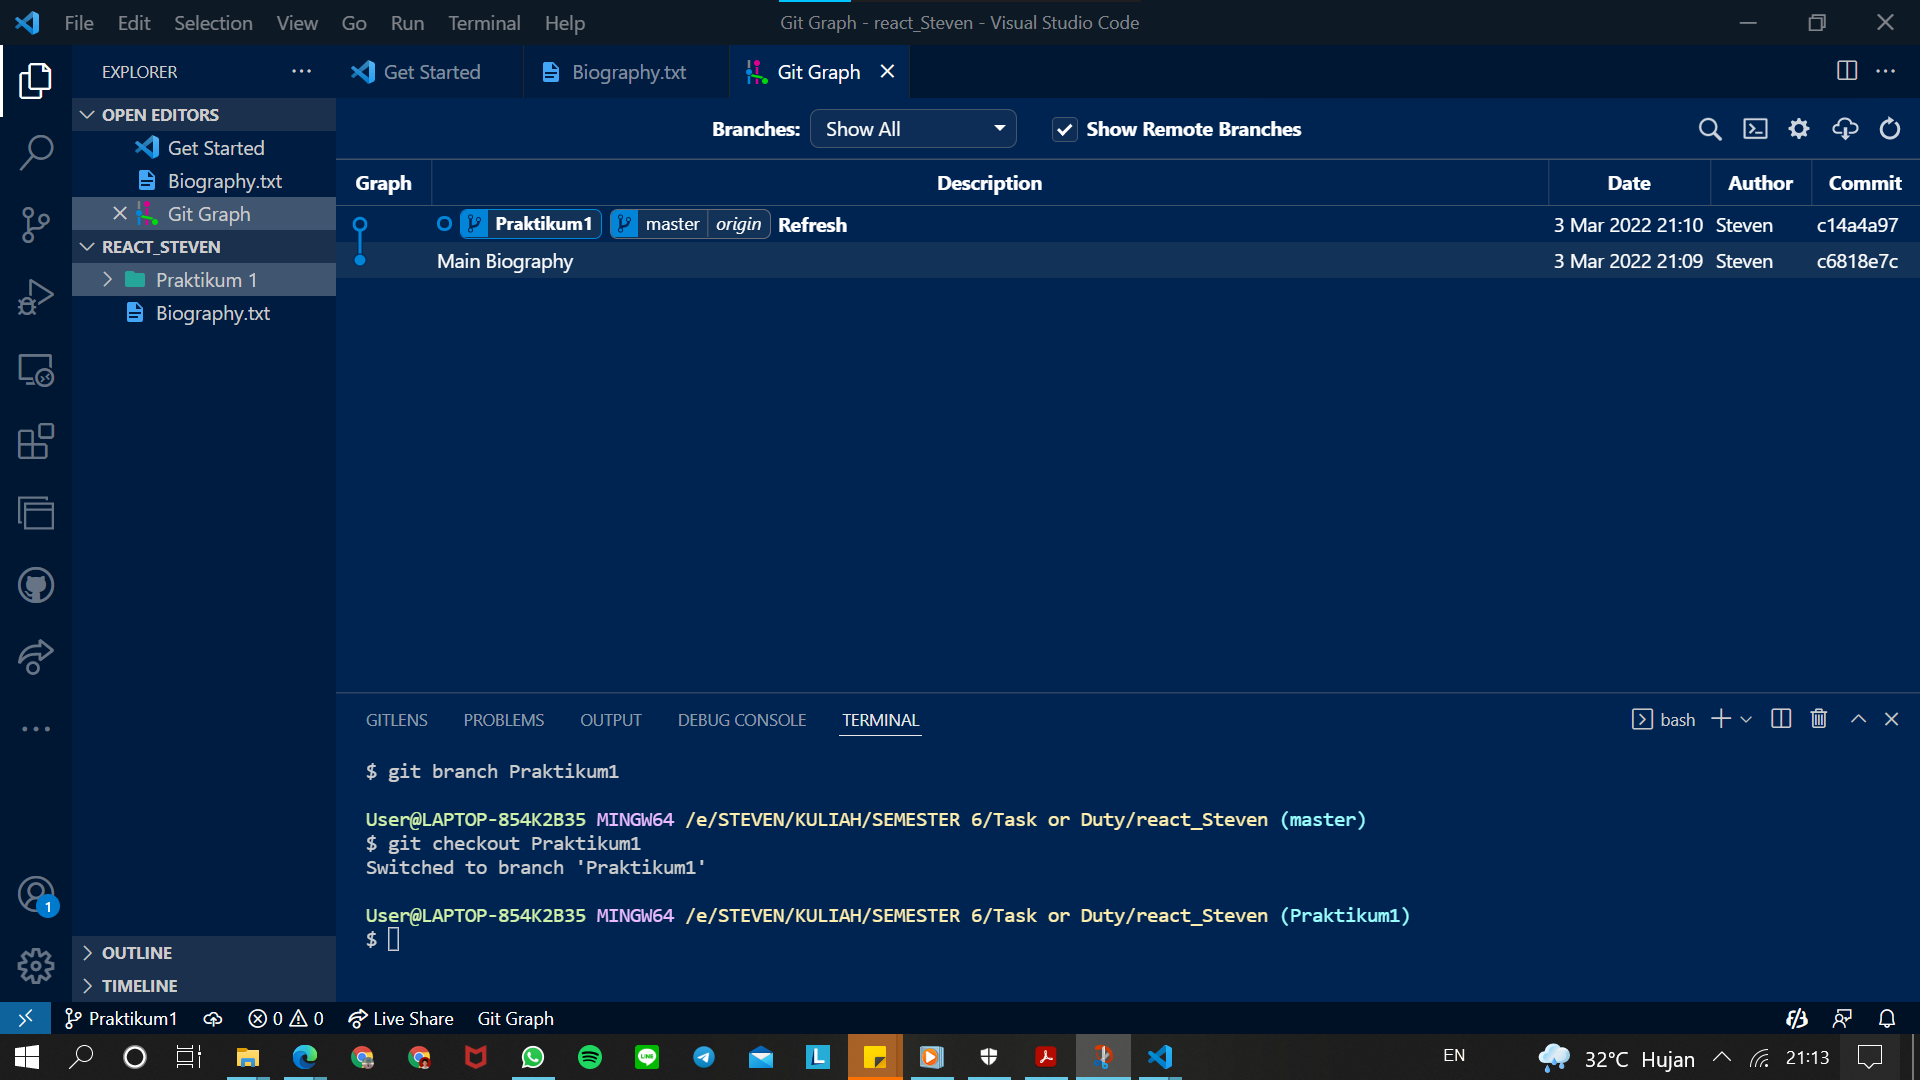 File Edit Selection View Go Run Terminal Help
Git Graph - react_Steven - Visual Studio Code
EXPLORER
Get Started
Biography.txt
Git Graph
OPEN EDITORS
Get Started
Biography.txt
Git Graph
REACT_STEVEN
Praktikum 1
Biography.txt
OUTLINE
TIMELINE
Branches: Show All Show Remote Branches
Graph Description Date Author Commit
Praktikum1 master origin Refresh 3 Mar 2022 21:10 Steven c14a4a97
Main Biography 3 Mar 2022 21:09 Steven c6818e7c
GITLENS PROBLEMS OUTPUT DEBUG CONSOLE TERMINAL bash
$ git branch Praktikum1
User@LAPTOP-854K2B35 MINGW64 /e/STEVEN/KULIAH/SEMESTER 6/Task or Duty/react_Steven (master)
$ git checkout Praktikum1
Switched to branch 'Praktikum1'
User@LAPTOP-854K2B35 MINGW64 /e/STEVEN/KULIAH/SEMESTER 6/Task or Duty/react_Steven (Praktikum1)
$
1
Praktikum1 0 0 Live Share Git Graph
LINE
L
EN
32°C Hujan
21:13